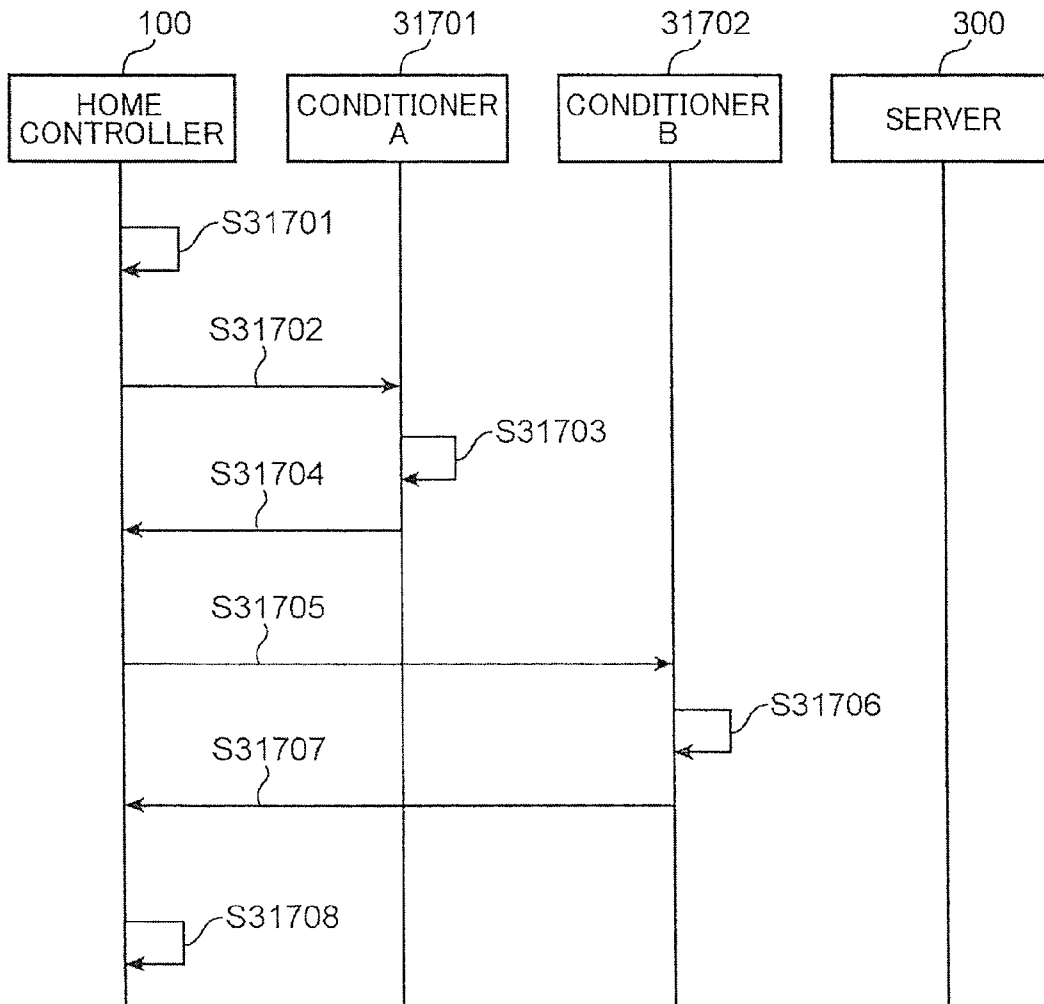 100
31701
31702
300
HOME
CONTROLLER
CONDITIONER
A
CONDITIONER
B
SERVER
S31701
S31702
S31703
S31704
S31705
S31706
S31707
S31708